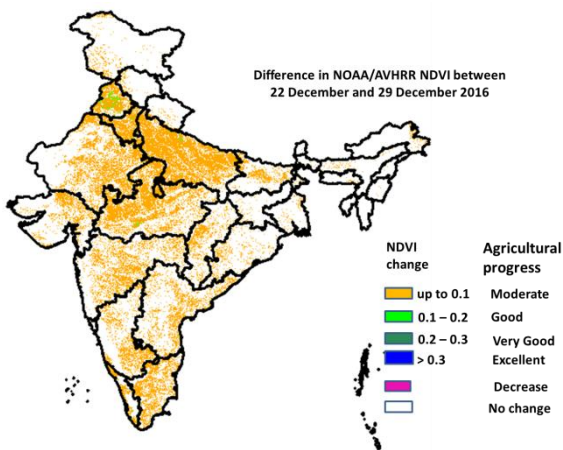 Difference in NOAA/AVHRR NDVI between
22 December and 29 December 2016
NDVI
change
Agricultural
progress
up to 0.1 Moderate
0.1 – 0.2 Good
0.2 – 0.3 Very Good
> 0.3 Excellent
Decrease
No change